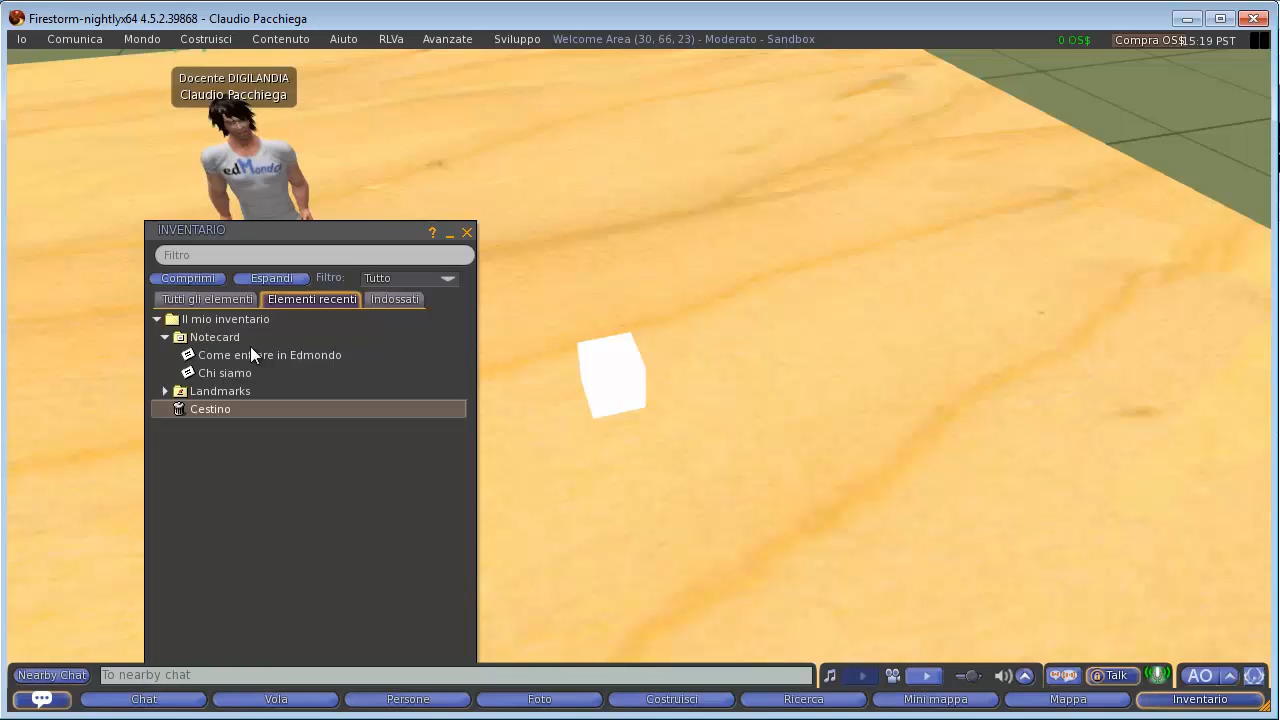 Firestorm-nightlyx64 4.5.2.39868 - Claudio Pacchiega
Io Comunica Mondo Costruisci Contenuto Aiuto RLVa Avanzate Sviluppo Welcome Area (30, 66, 23) - Moderato - Sandbox 0 OS$ Compra OS$ 15:19 PST
Docente DIGILANDIA
Claudio Pacchiega
edMondo
INVENTARIO
Filtro
Comprimi Espandi Filtro: Tutto
Tutti gli elementi Elementi recenti Indossati
Il mio inventario
Notecard
Come entrare in Edmondo
Chi siamo
Landmarks
Cestino
Nearby Chat To nearby chat Talk AO
Chat Vola Persone Foto Costruisci Ricerca Mini mappa Mappa Inventario